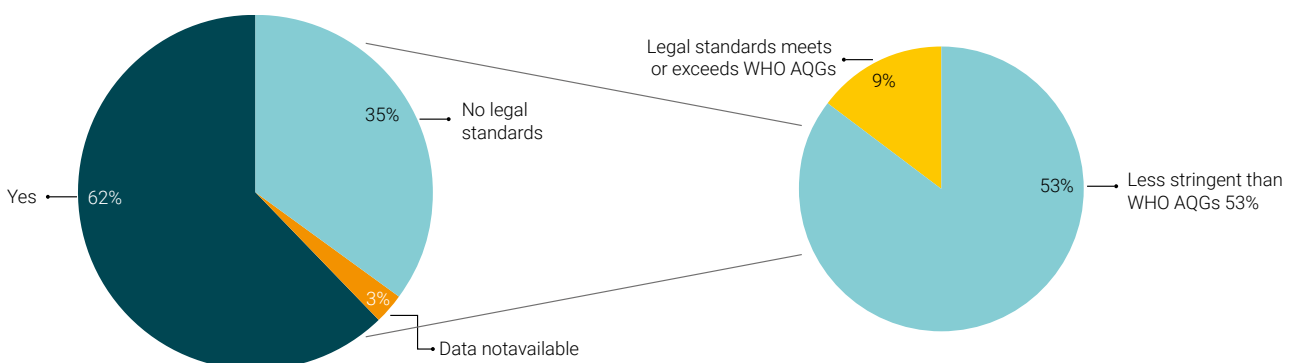 Yes
62%
35%
No legal
standards
3%
Data notavailable
Legal standards meets
or exceeds WHO AQGs
9%
53%
Less stringent than
WHO AQGs 53%